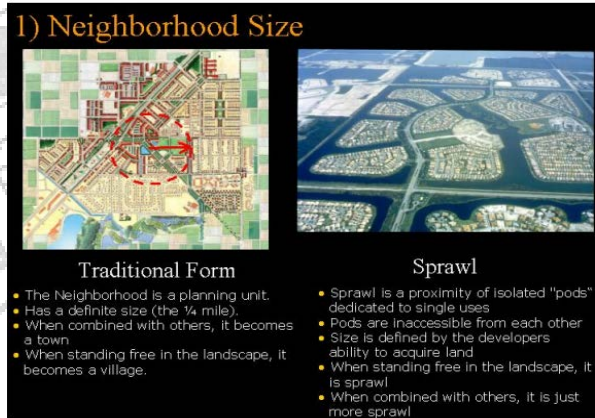 1) Neighborhood Size
Traditional Form
• The Neighborhood is a planning unit.
• Has a definite size (the ¼ mile).
• When combined with others, it becomes
a town
• When standing free in the landscape, it
becomes a village.
Sprawl
• Sprawl is a proximity of isolated "pods"
dedicated to single uses
• Pods are inaccessible from each other
• Size is defined by the developers
ability to acquire land
• When standing free in the landscape, it
is sprawl
• When combined with others, it is just
more sprawl